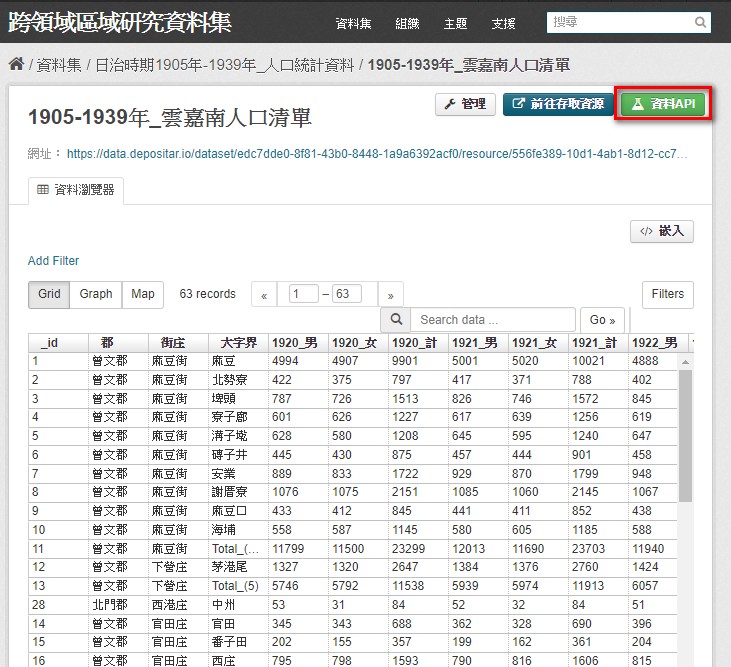 跨領域區域研究資料集
資料集 組織 主題 支援 搜尋
/ 資料集 / 日治時期1905年-1939年_人口統計資料 / 1905-1939年_雲嘉南人口清單
管理 前往存取資源 資料API
1905-1939年_雲嘉南人口清單
網址： https://data.depositar.io/dataset/edc7dde0-8f81-43b0-8448-1a9a6392acf0/resource/556fe389-10d1-4ab1-8d12-cc7...
資料瀏覽器
</> 嵌入
Add Filter
Grid Graph Map 63 records « 1 – 63 » Filters
Search data ... Go »
_id 郡 街庄 大字界 1920_男 1920_女 1920_計 1921_男 1921_女 1921_計 1922_男
1 曾文郡 麻豆街 麻豆 4994 4907 9901 5001 5020 10021 4888
2 曾文郡 麻豆街 北勢寮 422 375 797 417 371 788 402
3 曾文郡 麻豆街 埤頭 787 726 1513 826 746 1572 845
4 曾文郡 麻豆街 寮子廍 601 626 1227 617 639 1256 619
5 曾文郡 麻豆街 溝子墘 628 580 1208 645 595 1240 647
6 曾文郡 麻豆街 磚子井 445 430 875 457 444 901 458
7 曾文郡 麻豆街 安業 889 833 1722 929 870 1799 948
8 曾文郡 麻豆街 謝厝寮 1076 1075 2151 1085 1060 2145 1067
9 曾文郡 麻豆街 麻豆口 433 412 845 441 411 852 438
10 曾文郡 麻豆街 海埔 558 587 1145 580 605 1185 588
11 曾文郡 麻豆街 Total_(... 11799 11500 23299 12013 11690 23703 11940
12 曾文郡 下營庄 茅港尾 1327 1320 2647 1384 1376 2760 1424
13 曾文郡 下營庄 Total_(5) 5746 5792 11538 5939 5974 11913 6057
28 北門郡 西港庄 中州 53 31 84 52 32 84 51
14 曾文郡 官田庄 官田 345 343 688 362 328 690 396
15 曾文郡 官田庄 番子田 202 155 357 199 162 361 204
16 曾文郡 官田庄 西庄 795 798 1593 790 816 1606 815